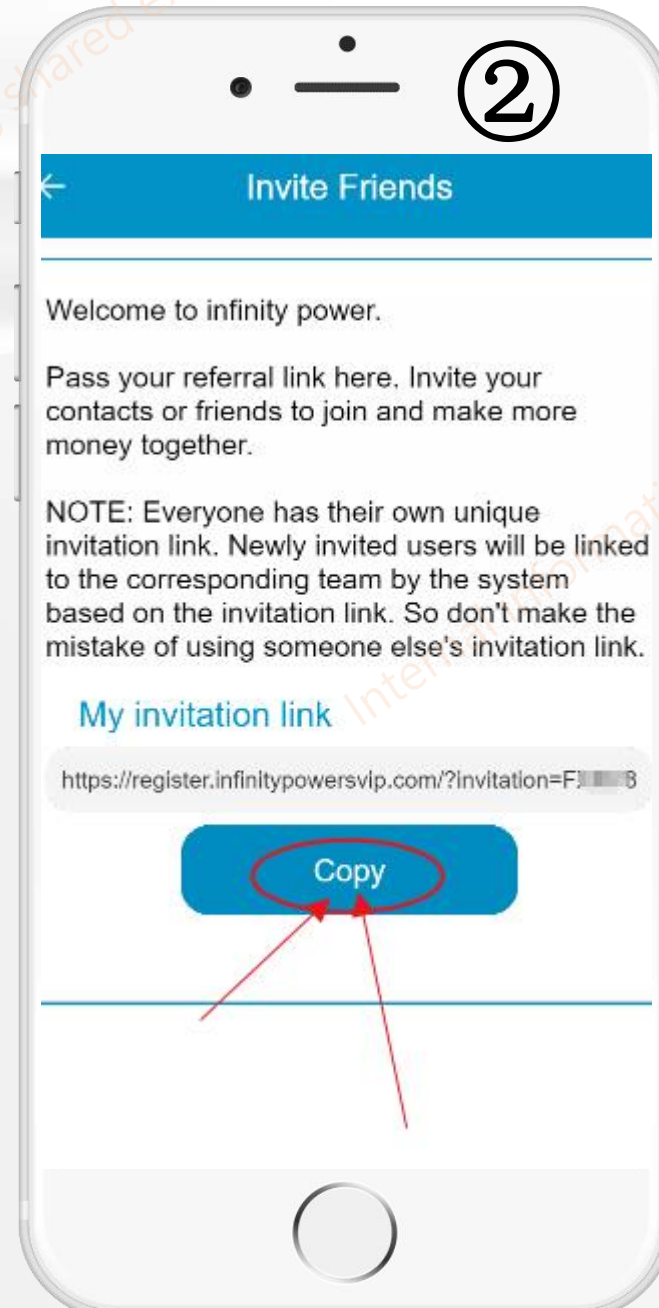 ②
Invite Friends
Welcome to infinity power.
Pass your referral link here. Invite your
contacts or friends to join and make more
money together.
NOTE: Everyone has their own unique
invitation link. Newly invited users will be linked
to the corresponding team by the system
based on the invitation link. So don't make the
mistake of using someone else's invitation link.
My invitation link
https://register.infinitypowersvip.com/?invitation=F
Copy
shared